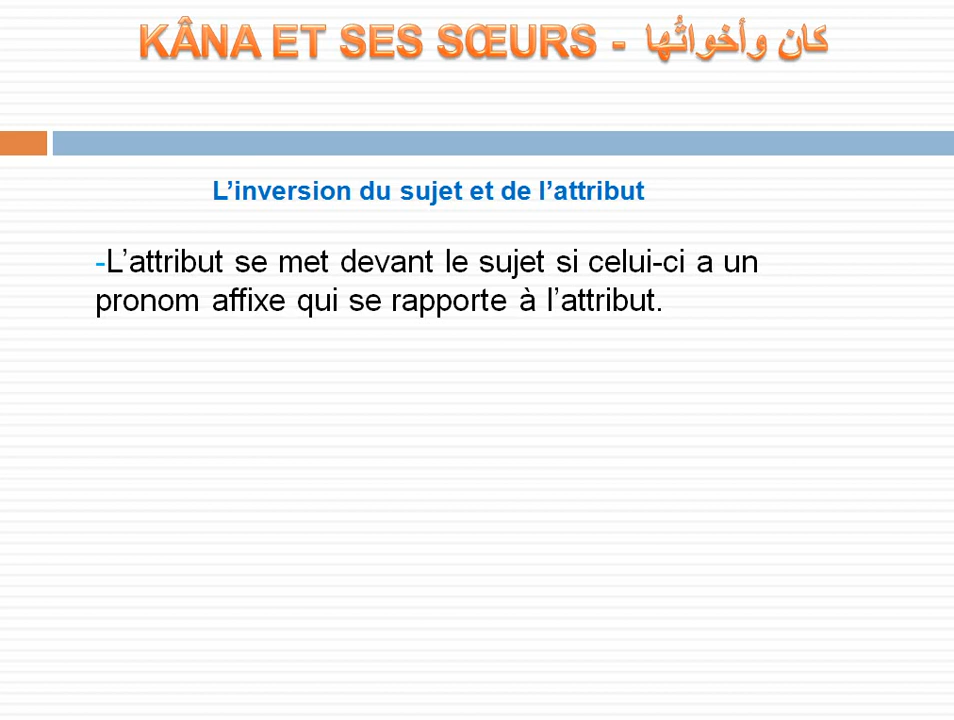 KÂNA ET SES SŒURS - كان وأخواتُها
L’inversion du sujet et de l’attribut
-L’attribut se met devant le sujet si celui-ci a un
pronom affixe qui se rapporte à l’attribut.